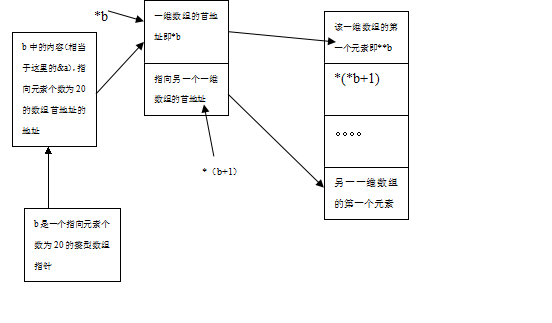 *b
一维数组的首地
址即*b
指向另一个一维
数组的首地址
该一维数组的第
一个元素即**b
*(*b+1)
。。。。
另一一维数组
的第一个元素
b 中的内容(相当
于这里的&a)，指
向元素个数为 20
的数组首地址的
地址
*（b+1）
b 是一个指向元素个
数为 20 的整型数组
指针